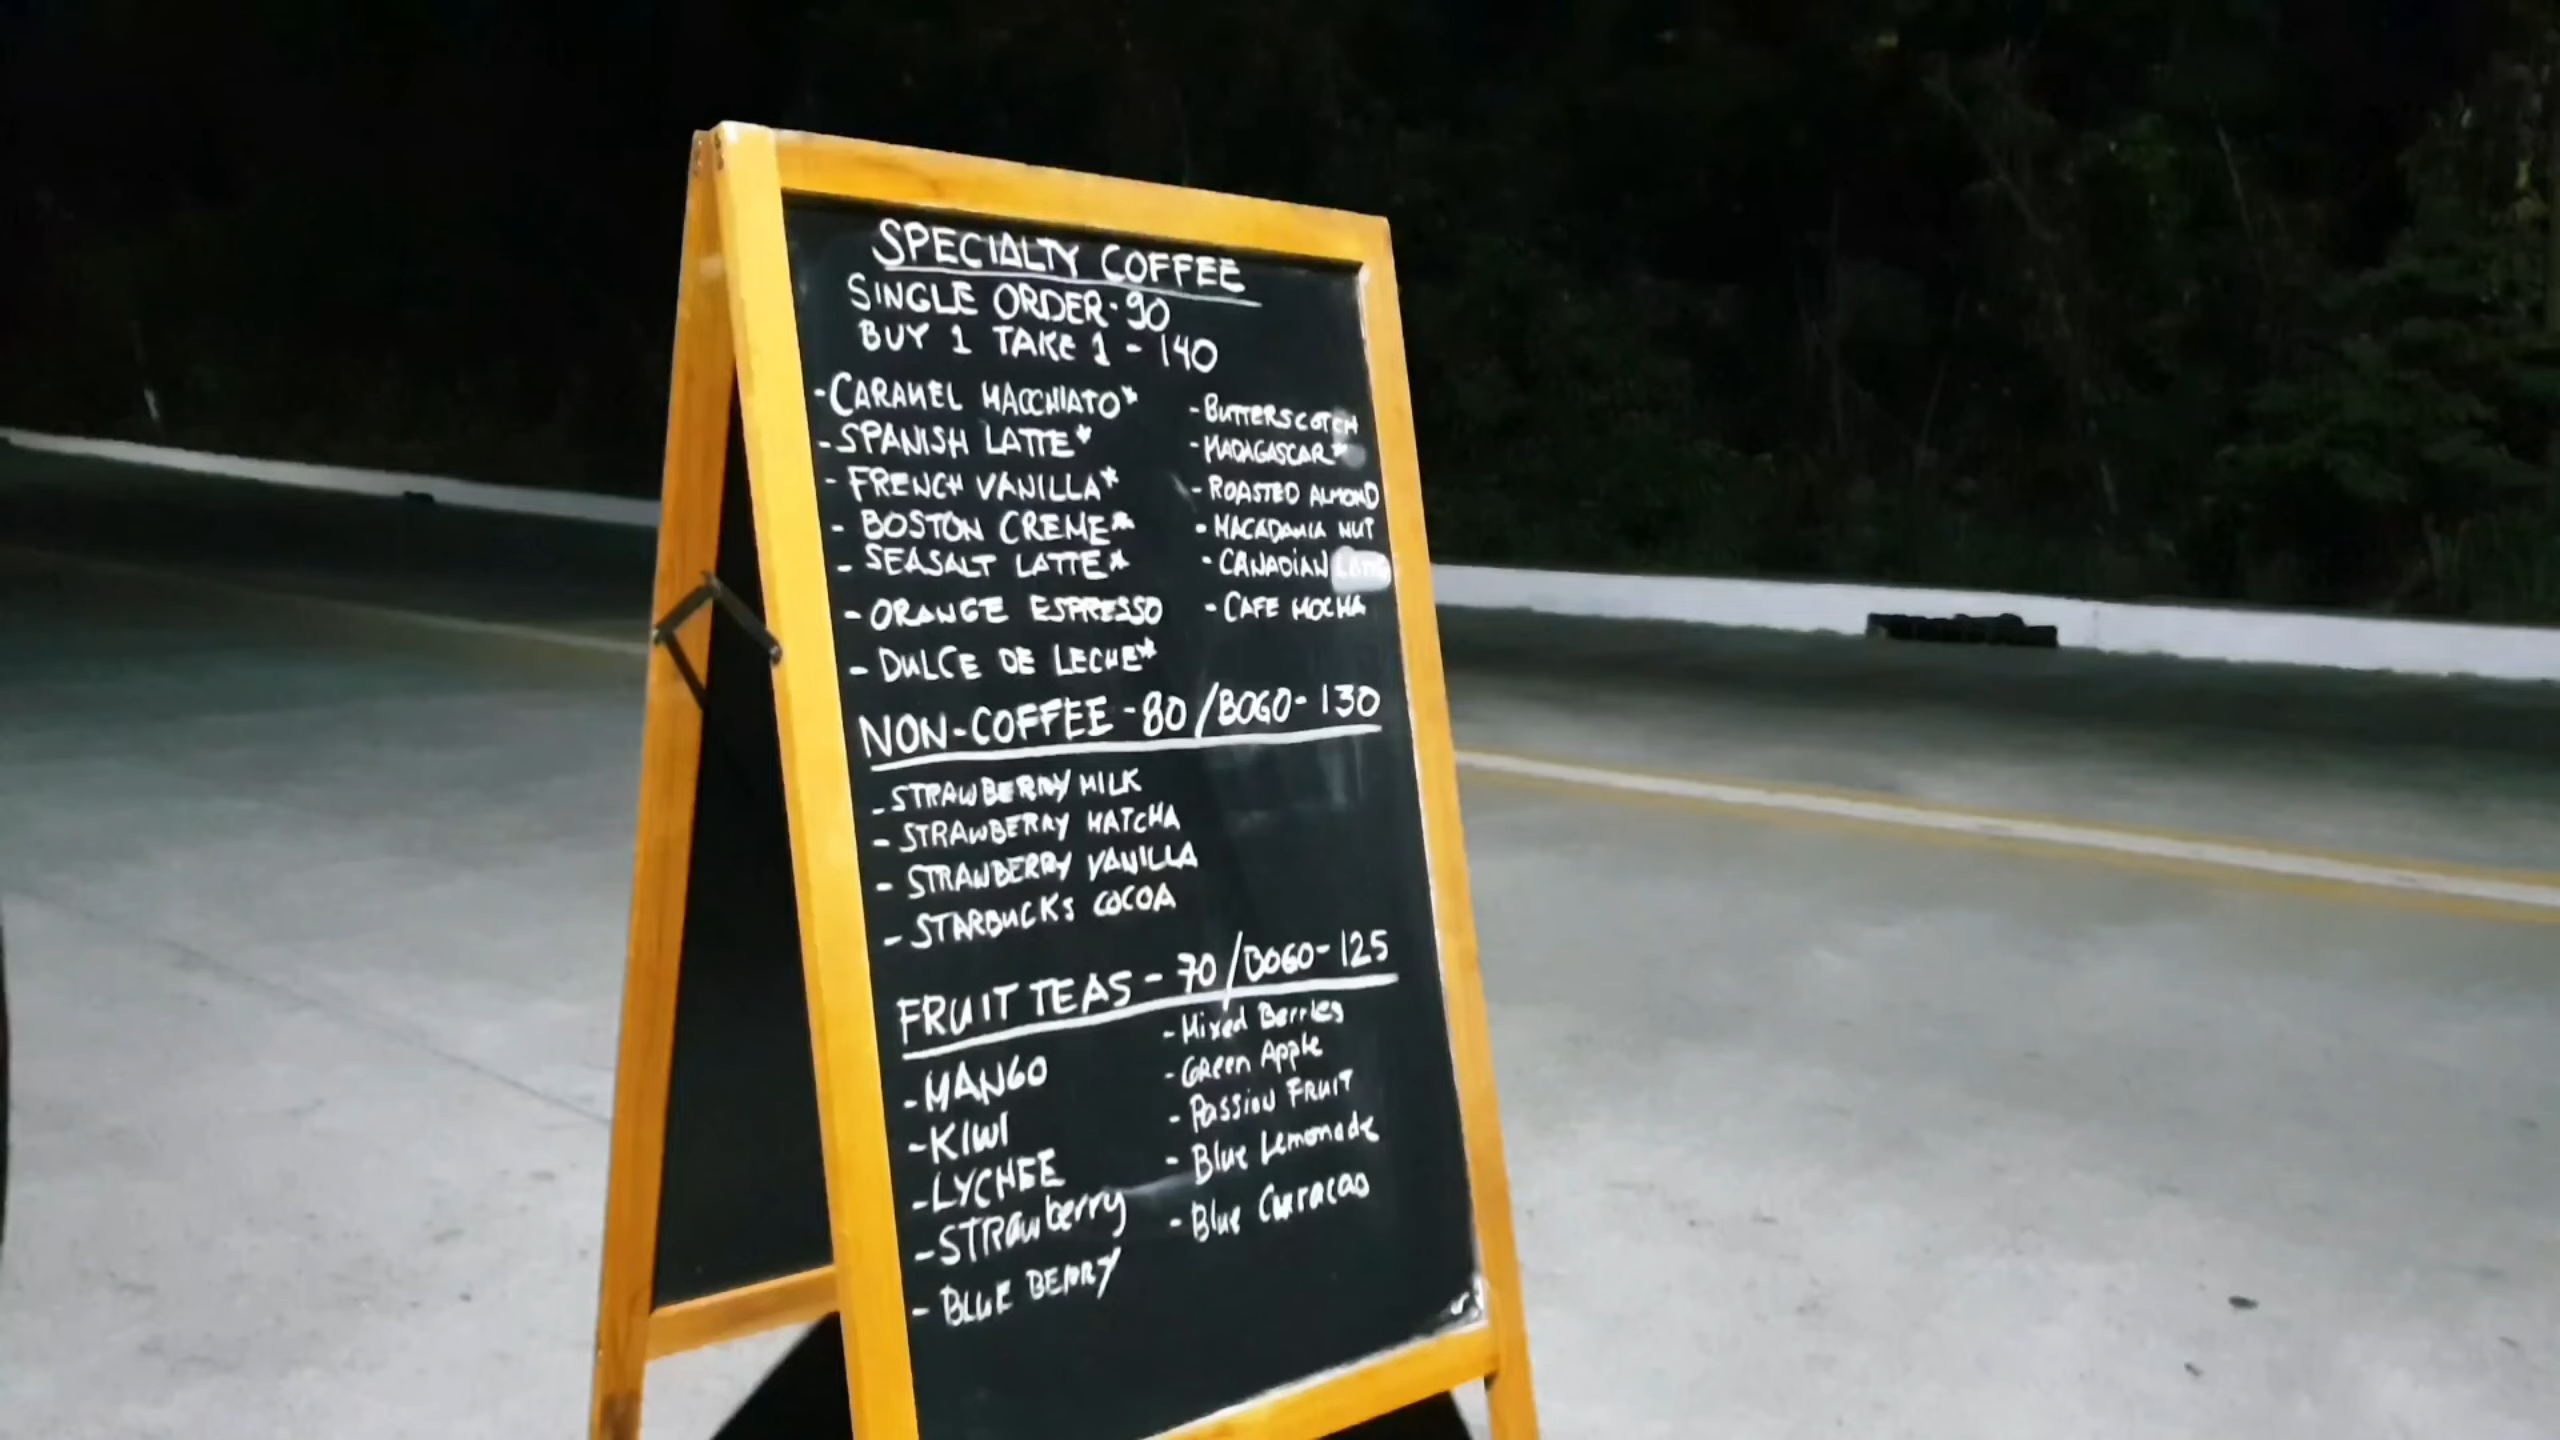 SPECIALTY COFFEE
SINGLE ORDER - 90
BUY 1 TAKE 1 - 140
- CARAMEL MACCHIATO*
- SPANISH LATTE*
- FRENCH VANILLA*
- BOSTON CREME*
- SEASALT LATTE*
- ORANGE ESPRESSO
- DULCE DE LECHE*
- BUTTERSCOTCH
- MADAGASCAR*
- ROASTED ALMOND
- MACADAMIA NUT
- CANADIAN
- CAFE MOCHA
NON-COFFEE - 80 / BOGO - 130
- STRAWBERRY MILK
- STRAWBERRY MATCHA
- STRAWBERRY VANILLA
- STARBUCKS COCOA
FRUIT TEAS - 70 / BOGO - 125
- MANGO
- KIWI
- LYCHEE
- STRawberry
- BLUE BERRY
- Mixed Berries
- Green Apple
- Passion FRUIT
- Blue Lemonade
- Blue Curacao